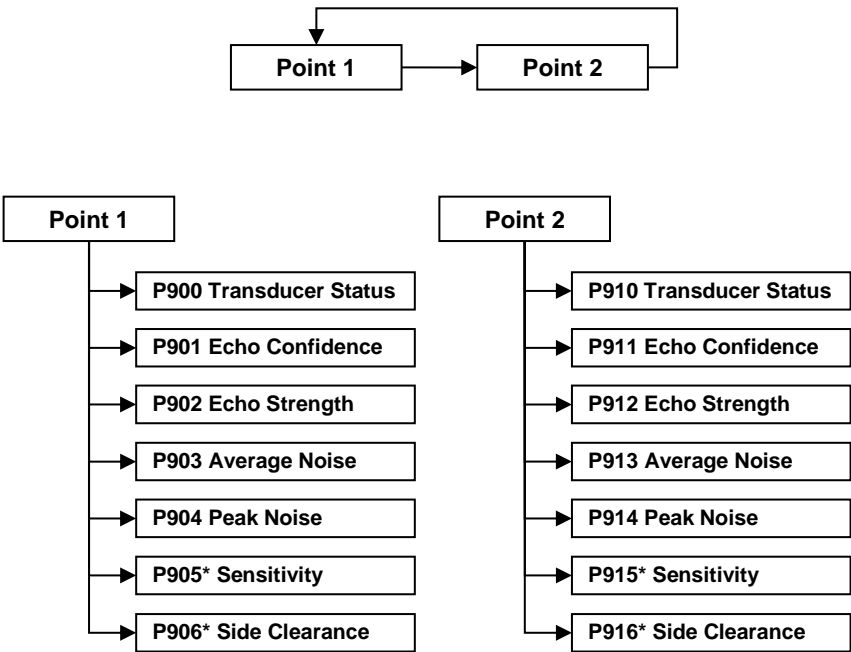 Point 1
Point 2
Point 1
P900 Transducer Status
P901 Echo Confidence
P902 Echo Strength
P903 Average Noise
P904 Peak Noise
P905* Sensitivity
P906* Side Clearance
Point 2
P910 Transducer Status
P911 Echo Confidence
P912 Echo Strength
P913 Average Noise
P914 Peak Noise
P915* Sensitivity
P916* Side Clearance